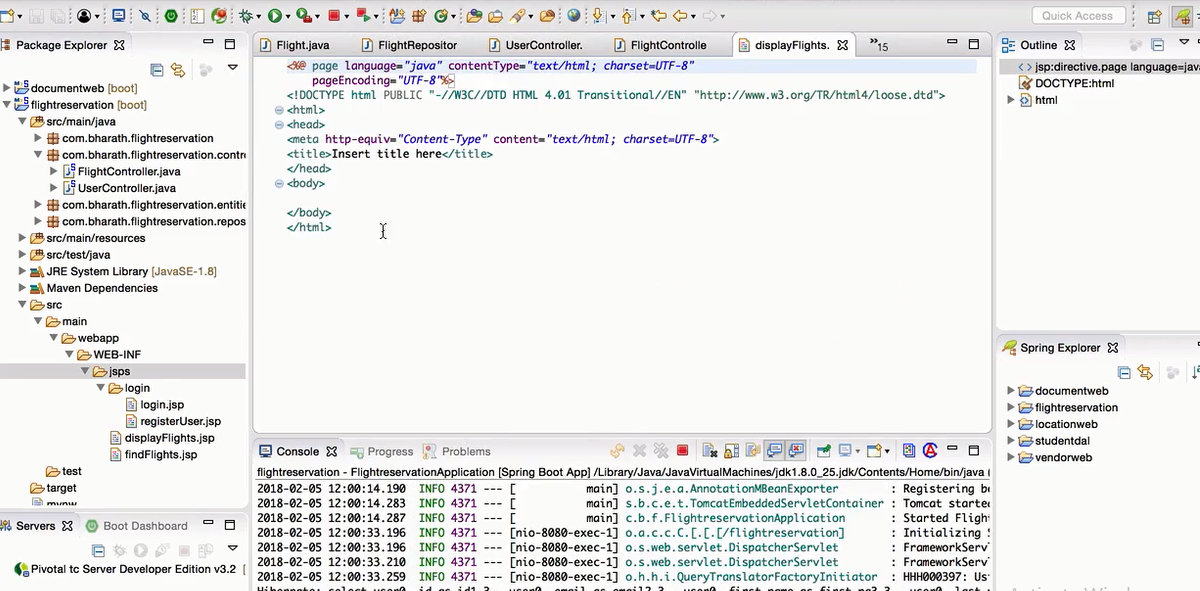 Quick Access
Package Explorer
documentweb [boot]
flightreservation [boot]
src/main/java
com.bharath.flightreservation
com.bharath.flightreservation.contr
FlightController.java
UserController.java
com.bharath.flightreservation.entitie
com.bharath.flightreservation.repos
src/main/resources
src/test/java
JRE System Library [JavaSE-1.8]
Maven Dependencies
src
main
webapp
WEB-INF
jsps
login
login.jsp
registerUser.jsp
displayFlights.jsp
findFlights.jsp
test
target
mvnw
Servers
Boot Dashboard
Pivotal tc Server Developer Edition v3.2
Flight.java
FlightRepositor
UserController.
FlightControlle
displayFlights.
»15
<%@ page language="java" contentType="text/html; charset=UTF-8"
pageEncoding="UTF-8"%>
<!DOCTYPE html PUBLIC "-//W3C//DTD HTML 4.01 Transitional//EN" "http://www.w3.org/TR/html4/loose.dtd">
<html>
<head>
<meta http-equiv="Content-Type" content="text/html; charset=UTF-8">
<title>Insert title here</title>
</head>
<body>
</body>
</html>
Console
Progress
Problems
flightreservation - FlightreservationApplication [Spring Boot App] /Library/Java/JavaVirtualMachines/jdk1.8.0_25.jdk/Contents/Home/bin/java (
2018-02-05 12:00:14.190 INFO 4371 --- [ main] o.s.j.e.a.AnnotationMBeanExporter : Registering be
2018-02-05 12:00:14.283 INFO 4371 --- [ main] s.b.c.e.t.TomcatEmbeddedServletContainer : Tomcat started
2018-02-05 12:00:14.287 INFO 4371 --- [ main] c.b.f.FlightreservationApplication : Started Flight
2018-02-05 12:00:33.196 INFO 4371 --- [nio-8080-exec-1] o.a.c.c.C.[.[.[/flightreservation] : Initializing S
2018-02-05 12:00:33.196 INFO 4371 --- [nio-8080-exec-1] o.s.web.servlet.DispatcherServlet : FrameworkServ
2018-02-05 12:00:33.210 INFO 4371 --- [nio-8080-exec-1] o.s.web.servlet.DispatcherServlet : FrameworkServ
2018-02-05 12:00:33.259 INFO 4371 --- [nio-8080-exec-1] o.h.h.i.QueryTranslatorFactoryInitiator : HHH000397: Us
Outline
jsp:directive.page language=java
DOCTYPE:html
html
Spring Explorer
documentweb
flightreservation
locationweb
studentdal
vendorweb